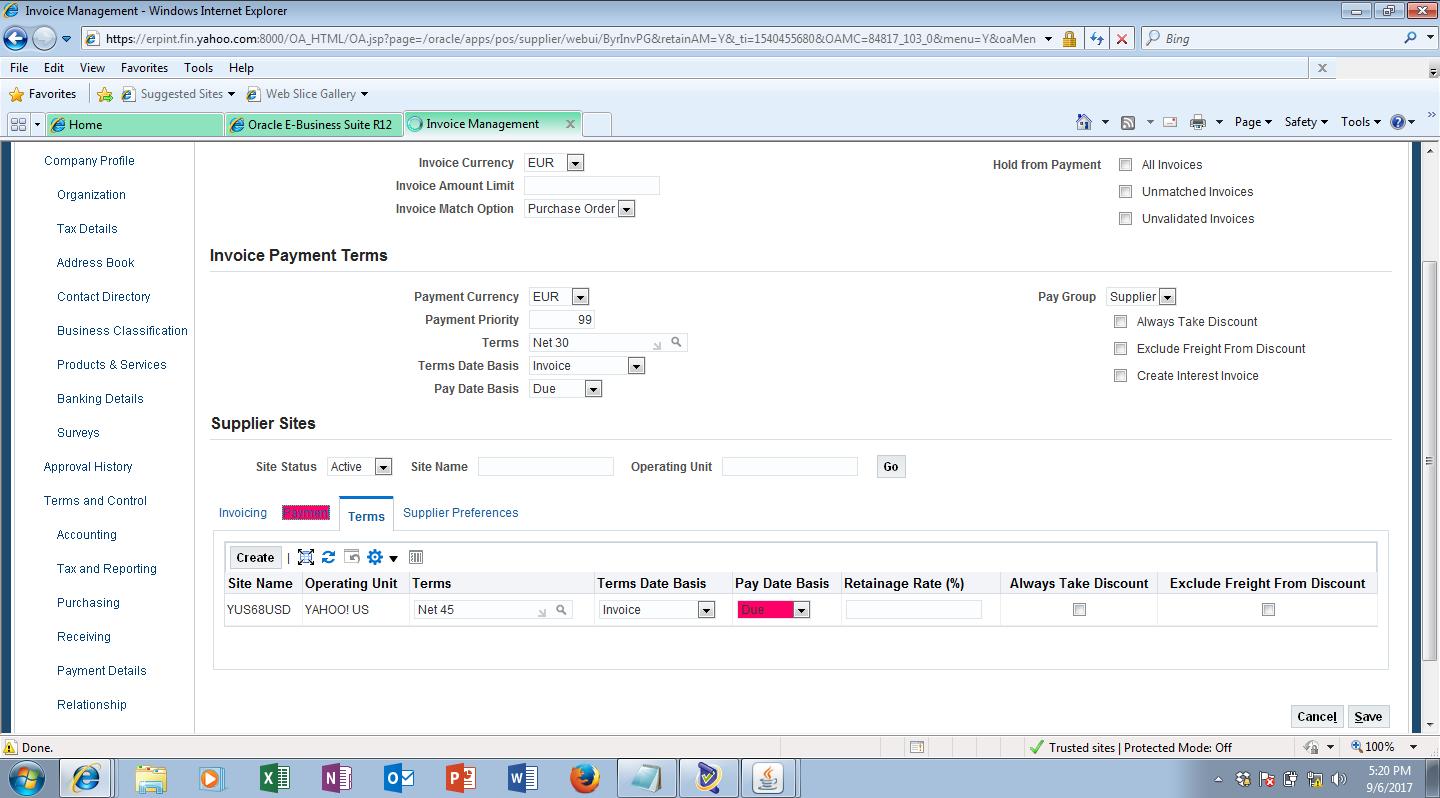 Invoice Management - Windows Internet Explorer
https://erpint.fin.yahoo.com:8000/OA_HTML/OA.jsp?page=/oracle/apps/pos/supplier/webui/ByrInvPG&retainAM=Y&_ti=1540455680&OAMC=84817_103_0&menu=Y&oaMen
Bing
File Edit View Favorites Tools Help
x
Favorites Suggested Sites Web Slice Gallery
Home Oracle E-Business Suite R12 Invoice Management Page Safety Tools
Company Profile
Organization
Tax Details
Address Book
Contact Directory
Business Classification
Products & Services
Banking Details
Surveys
Approval History
Terms and Control
Accounting
Tax and Reporting
Purchasing
Receiving
Payment Details
Relationship
Invoice Currency EUR
Invoice Amount Limit
Invoice Match Option Purchase Order
Hold from Payment All Invoices
Unmatched Invoices
Unvalidated Invoices
Invoice Payment Terms
Payment Currency EUR
Payment Priority 99
Terms Net 30
Terms Date Basis Invoice
Pay Date Basis Due
Pay Group Supplier
Always Take Discount
Exclude Freight From Discount
Create Interest Invoice
Supplier Sites
Site Status Active Site Name Operating Unit Go
Invoicing Paymen Terms Supplier Preferences
Create |
Site Name Operating Unit Terms Terms Date Basis Pay Date Basis Retainage Rate (%) Always Take Discount Exclude Freight From Discount
YUS68USD YAHOO! US Net 45 Invoice Due
Cancel Save
Done. Trusted sites | Protected Mode: Off 100%
5:20 PM
9/6/2017